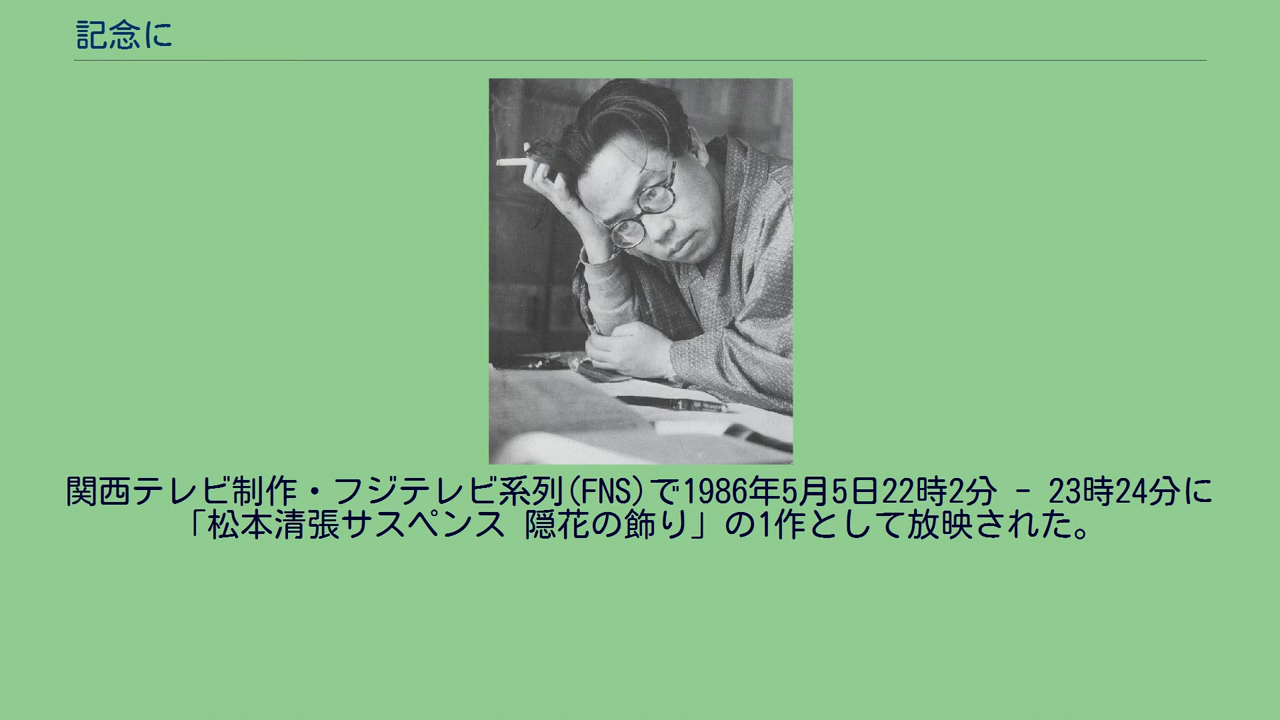 記念に
関西テレビ制作・フジテレビ系列(FNS)で1986年5月5日22時2分 - 23時24分に
「松本清張サスペンス 隠花の飾り」の1作として放映された。